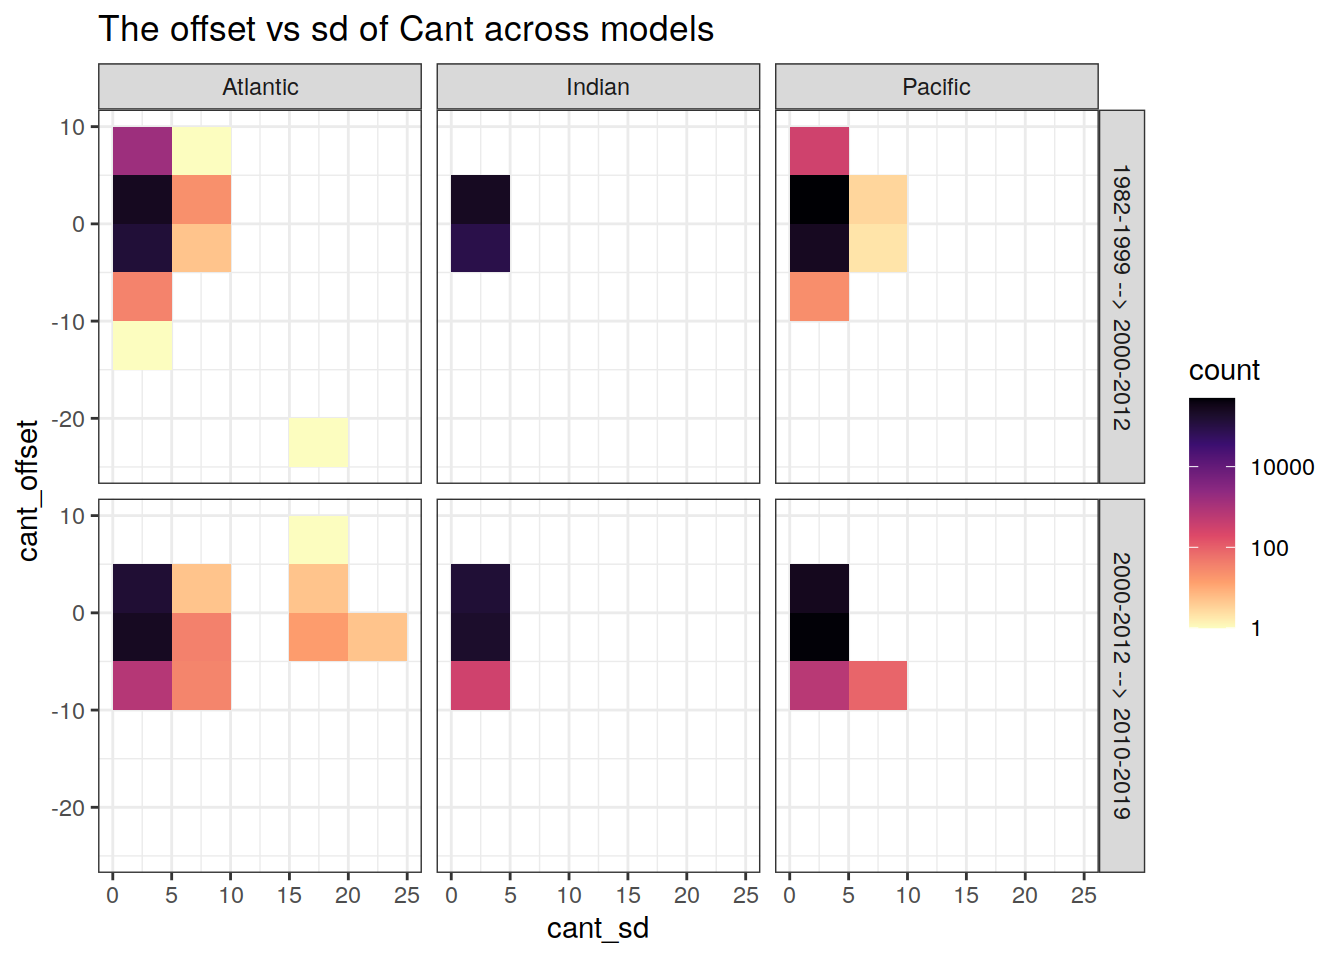 The offset vs sd of Cant across models
Atlantic
Indian
Pacific
10
0
-10
-20
1982-1999 --> 2000-2012
10
0
-10
-20
2000-2012 --> 2010-2019
cant_offset
0 5 10 15 20 25
0 5 10 15 20 25
0 5 10 15 20 25
cant_sd
count
10000
100
1